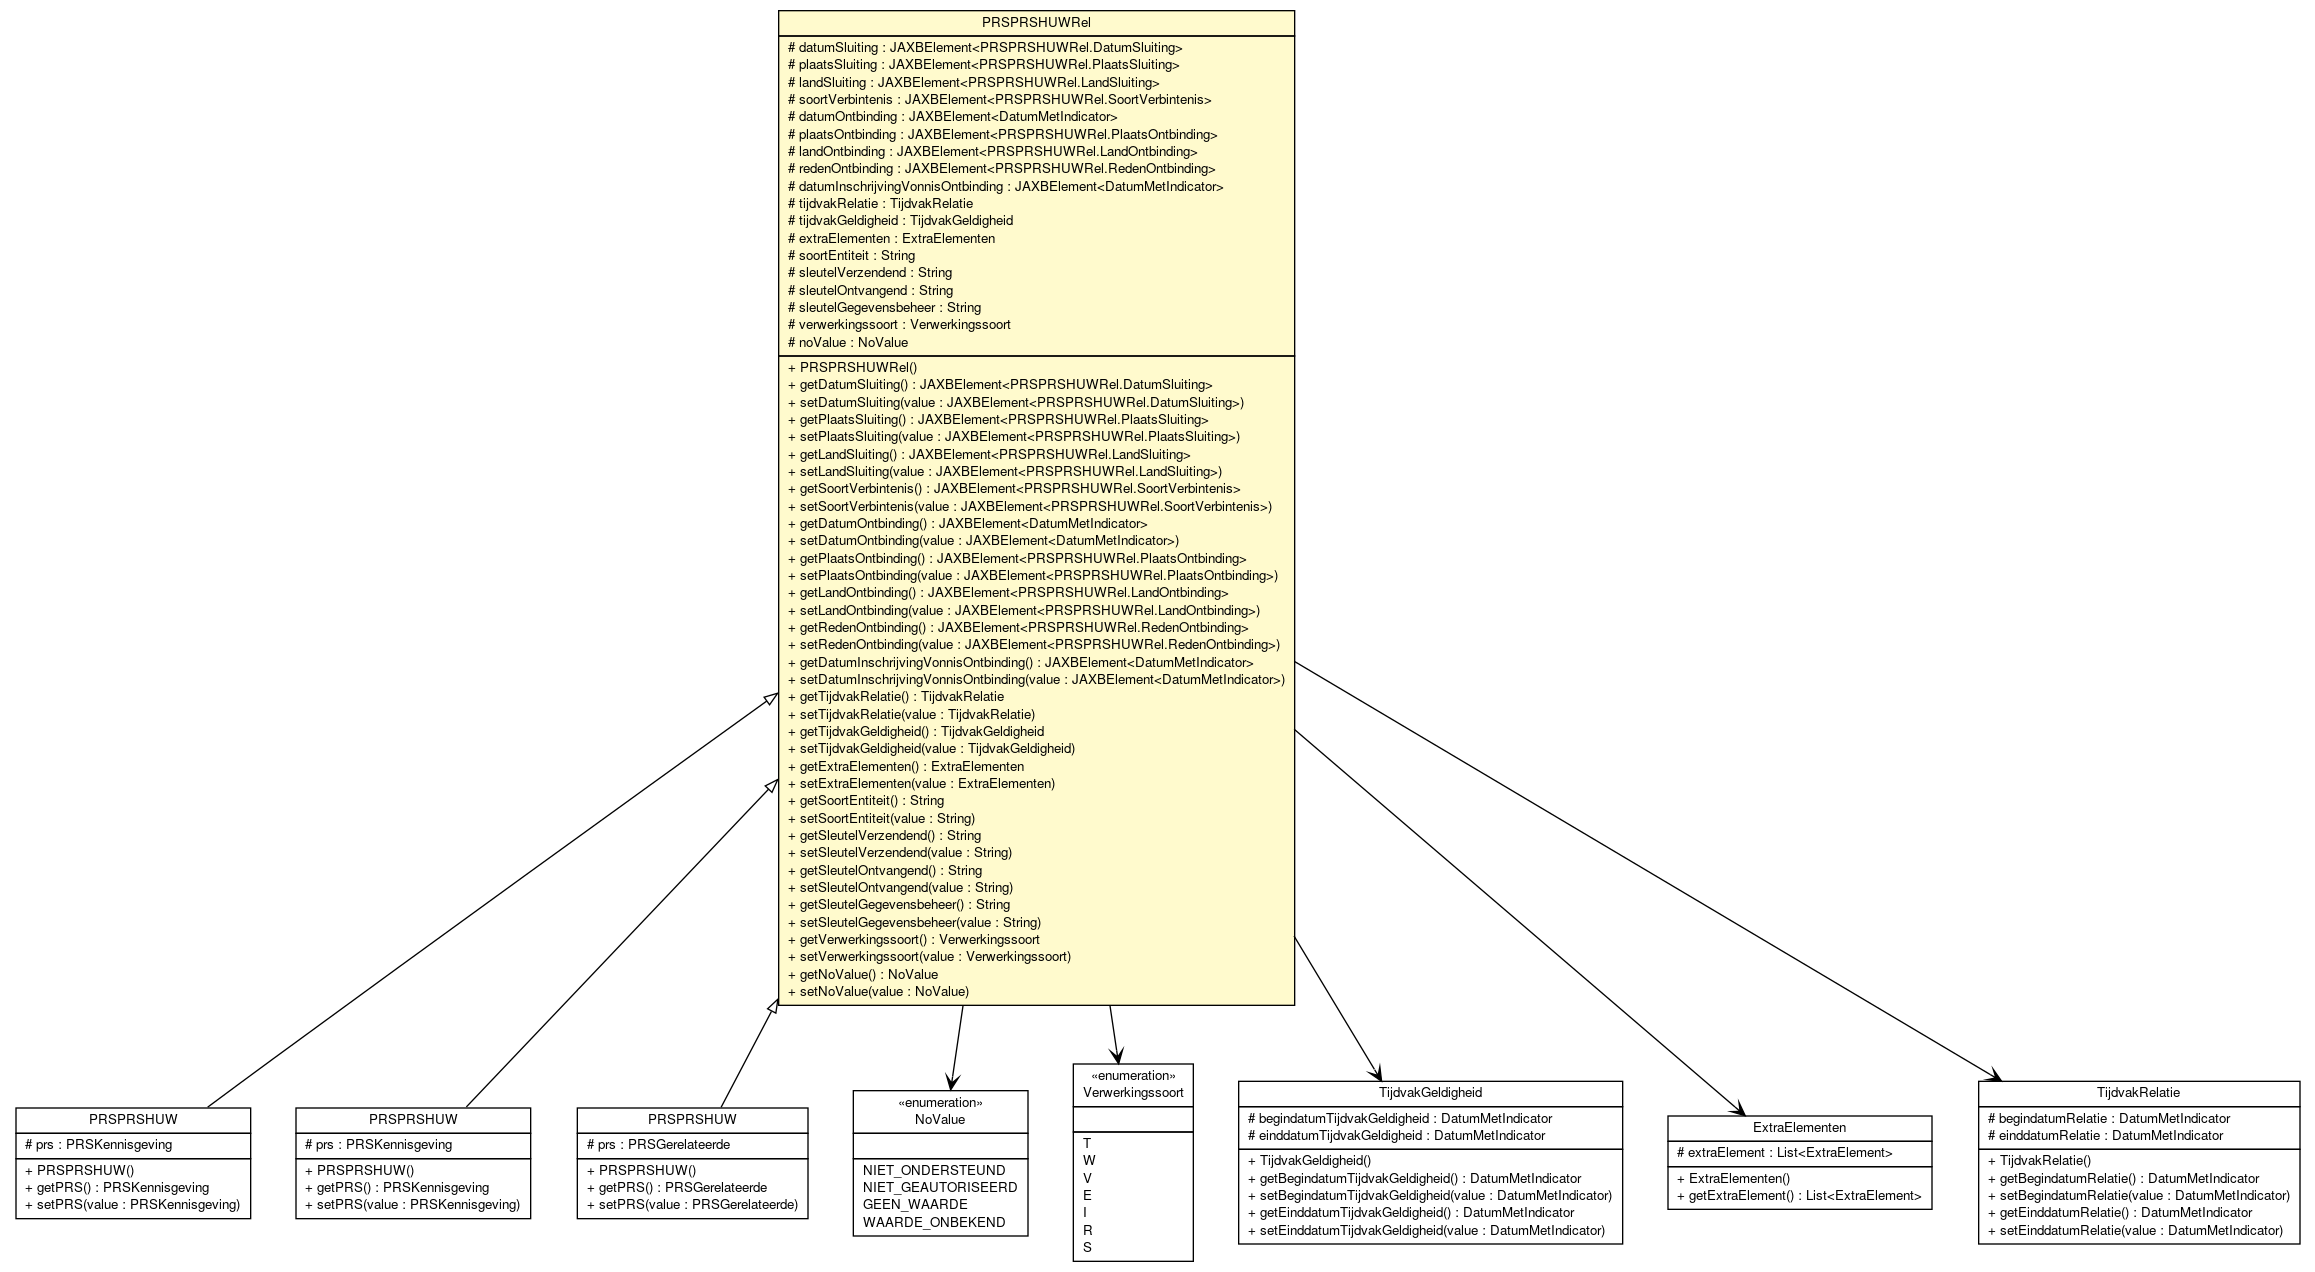 PRSPRSHUWRel
# datumSluiting : JAXBElement<PRSPRSHUWRel.DatumSluiting>
# plaatsSluiting : JAXBElement<PRSPRSHUWRel.PlaatsSluiting>
# landSluiting : JAXBElement<PRSPRSHUWRel.LandSluiting>
# soortVerbintenis : JAXBElement<PRSPRSHUWRel.SoortVerbintenis>
# datumOntbinding : JAXBElement<DatumMetIndicator>
# plaatsOntbinding : JAXBElement<PRSPRSHUWRel.PlaatsOntbinding>
# landOntbinding : JAXBElement<PRSPRSHUWRel.LandOntbinding>
# redenOntbinding : JAXBElement<PRSPRSHUWRel.RedenOntbinding>
# datumInschrijvingVonnisOntbinding : JAXBElement<DatumMetIndicator>
# tijdvakRelatie : TijdvakRelatie
# tijdvakGeldigheid : TijdvakGeldigheid
# extraElementen : ExtraElementen
# soortEntiteit : String
# sleutelVerzendend : String
# sleutelOntvangend : String
# sleutelGegevensbeheer : String
# verwerkingssoort : Verwerkingssoort
# noValue : NoValue
+ PRSPRSHUWRel()
+ getDatumSluiting() : JAXBElement<PRSPRSHUWRel.DatumSluiting>
+ setDatumSluiting(value : JAXBElement<PRSPRSHUWRel.DatumSluiting>)
+ getPlaatsSluiting() : JAXBElement<PRSPRSHUWRel.PlaatsSluiting>
+ setPlaatsSluiting(value : JAXBElement<PRSPRSHUWRel.PlaatsSluiting>)
+ getLandSluiting() : JAXBElement<PRSPRSHUWRel.LandSluiting>
+ setLandSluiting(value : JAXBElement<PRSPRSHUWRel.LandSluiting>)
+ getSoortVerbintenis() : JAXBElement<PRSPRSHUWRel.SoortVerbintenis>
+ setSoortVerbintenis(value : JAXBElement<PRSPRSHUWRel.SoortVerbintenis>)
+ getDatumOntbinding() : JAXBElement<DatumMetIndicator>
+ setDatumOntbinding(value : JAXBElement<DatumMetIndicator>)
+ getPlaatsOntbinding() : JAXBElement<PRSPRSHUWRel.PlaatsOntbinding>
+ setPlaatsOntbinding(value : JAXBElement<PRSPRSHUWRel.PlaatsOntbinding>)
+ getLandOntbinding() : JAXBElement<PRSPRSHUWRel.LandOntbinding>
+ setLandOntbinding(value : JAXBElement<PRSPRSHUWRel.LandOntbinding>)
+ getRedenOntbinding() : JAXBElement<PRSPRSHUWRel.RedenOntbinding>
+ setRedenOntbinding(value : JAXBElement<PRSPRSHUWRel.RedenOntbinding>)
+ getDatumInschrijvingVonnisOntbinding() : JAXBElement<DatumMetIndicator>
+ setDatumInschrijvingVonnisOntbinding(value : JAXBElement<DatumMetIndicator>)
+ getTijdvakRelatie() : TijdvakRelatie
+ setTijdvakRelatie(value : TijdvakRelatie)
+ getTijdvakGeldigheid() : TijdvakGeldigheid
+ setTijdvakGeldigheid(value : TijdvakGeldigheid)
+ getExtraElementen() : ExtraElementen
+ setExtraElementen(value : ExtraElementen)
+ getSoortEntiteit() : String
+ setSoortEntiteit(value : String)
+ getSleutelVerzendend() : String
+ setSleutelVerzendend(value : String)
+ getSleutelOntvangend() : String
+ setSleutelOntvangend(value : String)
+ getSleutelGegevensbeheer() : String
+ setSleutelGegevensbeheer(value : String)
+ getVerwerkingssoort() : Verwerkingssoort
+ setVerwerkingssoort(value : Verwerkingssoort)
+ getNoValue() : NoValue
+ setNoValue(value : NoValue)
PRSPRSHUW
# prs : PRSKennisgeving
+ PRSPRSHUW()
+ getPRS() : PRSKennisgeving
+ setPRS(value : PRSKennisgeving)
PRSPRSHUW
# prs : PRSKennisgeving
+ PRSPRSHUW()
+ getPRS() : PRSKennisgeving
+ setPRS(value : PRSKennisgeving)
PRSPRSHUW
# prs : PRSGerelateerde
+ PRSPRSHUW()
+ getPRS() : PRSGerelateerde
+ setPRS(value : PRSGerelateerde)
«enumeration»
NoValue
NIET_ONDERSTEUND
NIET_GEAUTORISEERD
GEEN_WAARDE
WAARDE_ONBEKEND
«enumeration»
Verwerkingssoort
T
W
V
E
I
R
S
TijdvakGeldigheid
# begindatumTijdvakGeldigheid : DatumMetIndicator
# einddatumTijdvakGeldigheid : DatumMetIndicator
+ TijdvakGeldigheid()
+ getBegindatumTijdvakGeldigheid() : DatumMetIndicator
+ setBegindatumTijdvakGeldigheid(value : DatumMetIndicator)
+ getEinddatumTijdvakGeldigheid() : DatumMetIndicator
+ setEinddatumTijdvakGeldigheid(value : DatumMetIndicator)
ExtraElementen
# extraElement : List<ExtraElement>
+ ExtraElementen()
+ getExtraElement() : List<ExtraElement>
TijdvakRelatie
# begindatumRelatie : DatumMetIndicator
# einddatumRelatie : DatumMetIndicator
+ TijdvakRelatie()
+ getBegindatumRelatie() : DatumMetIndicator
+ setBegindatumRelatie(value : DatumMetIndicator)
+ getEinddatumRelatie() : DatumMetIndicator
+ setEinddatumRelatie(value : DatumMetIndicator)